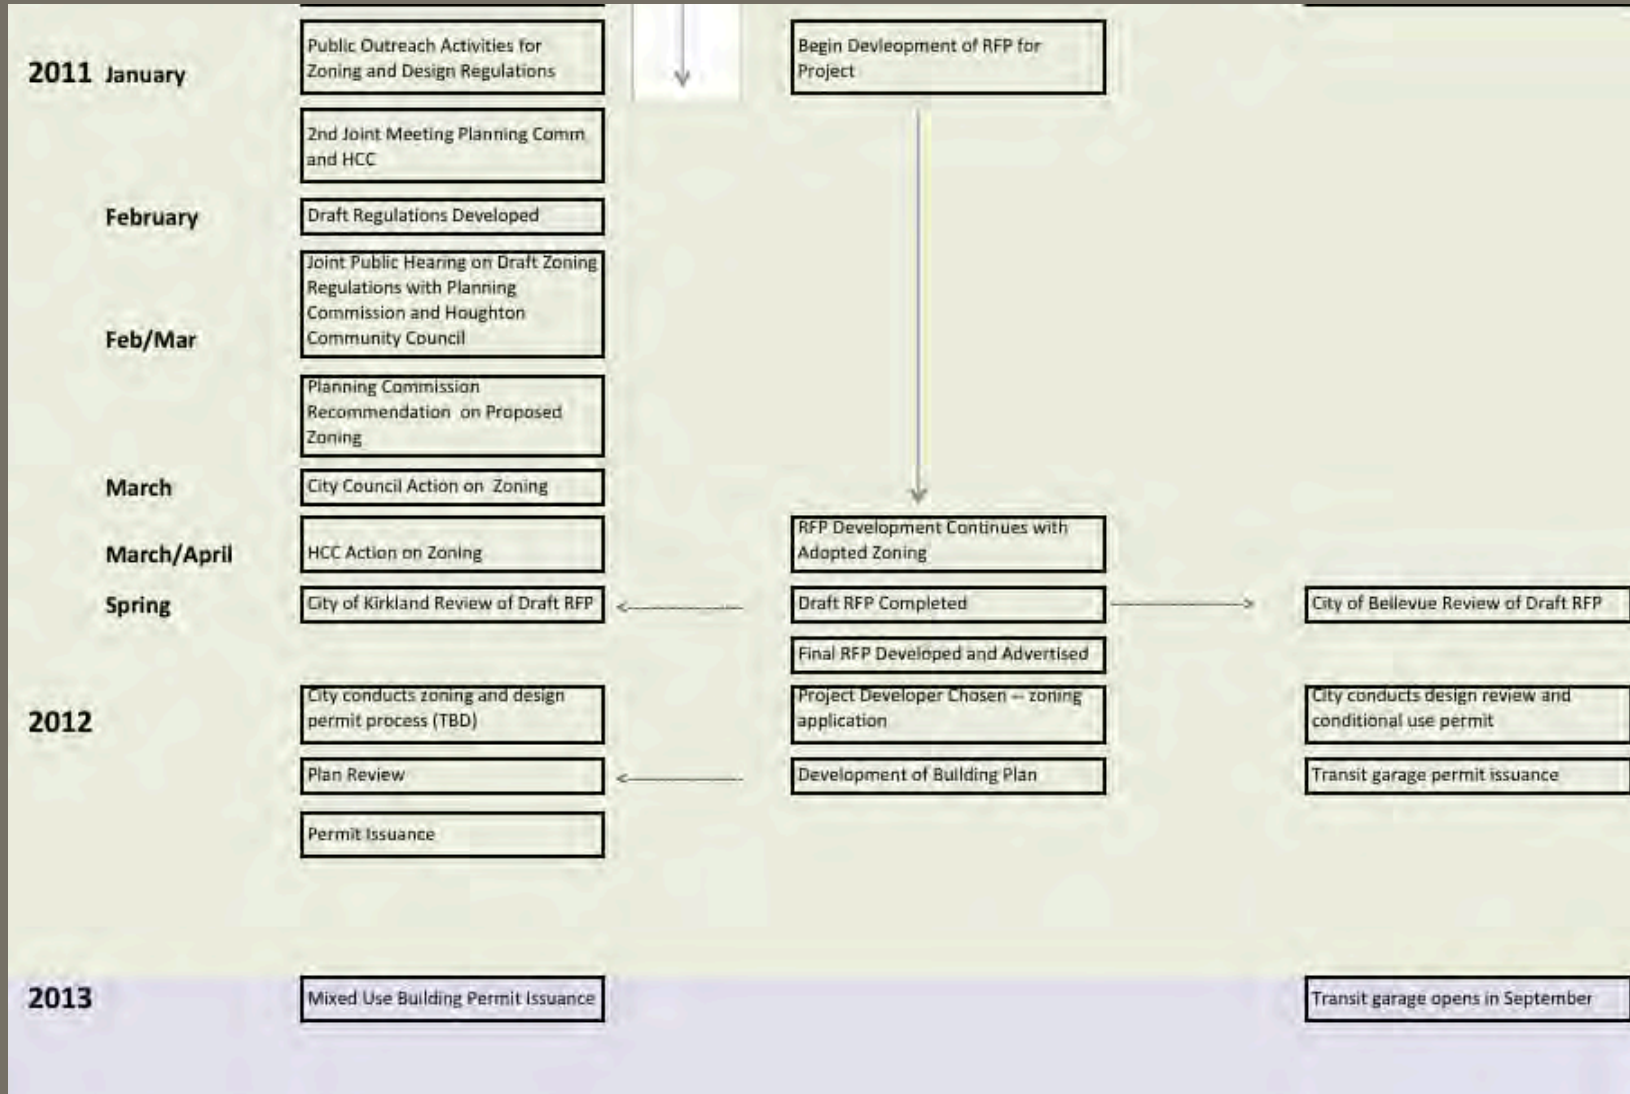 2011 January
Public Outreach Activities for
Zoning and Design Regulations
Begin Devleopment of RFP for
Project
2nd Joint Meeting Planning Comm
and HCC
February
Draft Regulations Developed
Feb/Mar
Joint Public Hearing on Draft Zoning
Regulations with Planning
Commission and Houghton
Community Council
Planning Commission
Recommendation on Proposed
Zoning
March
City Council Action on Zoning
March/April
HCC Action on Zoning
RFP Development Continues with
Adopted Zoning
Spring
City of Kirkland Review of Draft RFP
Draft RFP Completed
City of Bellevue Review of Draft RFP
Final RFP Developed and Advertised
2012
City conducts zoning and design
permit process (TBD)
Project Developer Chosen -- zoning
application
City conducts design review and
conditional use permit
Plan Review
Development of Building Plan
Transit garage permit issuance
Permit Issuance
2013
Mixed Use Building Permit Issuance
Transit garage opens in September